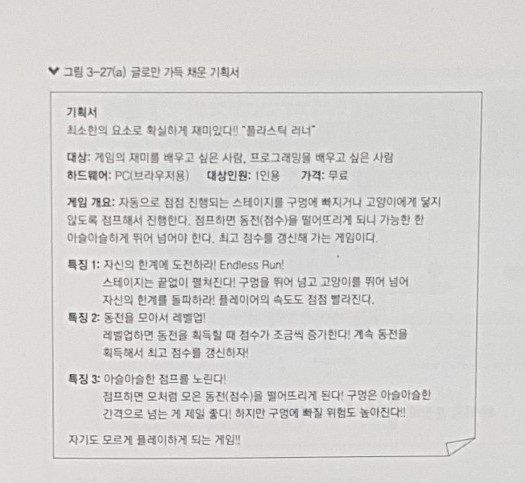 그림 3-27(a) 글로만 가득 채운 기획서
기획서
최소한의 요소로 확실하게 재미있다!! "플라스틱 러너"
대상: 게임의 재미를 배우고 싶은 사람, 프로그래밍을 배우고 싶은 사람
하드웨어: PC(브라우저용) 대상인원: 1인용 가격: 무료
게임 개요: 자동으로 점점 진행되는 스테이지를 구멍에 빠지거나 고양이에게 닿지
않도록 점프해서 진행한다. 점프하면 동전(점수)을 떨어뜨리게 되니 가능한 한
아슬아슬하게 뛰어 넘어야 한다. 최고 점수를 갱신해 가는 게임이다.
특징 1: 자신의 한계에 도전하라! Endless Run!
스테이지는 끝없이 펼쳐진다! 구멍을 뛰어 넘고 고양이를 뛰어 넘어
자신의 한계를 돌파하라! 플레이어의 속도도 점점 빨라진다.
특징 2: 동전을 모아서 레벨업!
레벨업하면 동전을 획득할 때 점수가 조금씩 증가한다! 계속 동전을
획득해서 최고 점수를 갱신하자!
특징 3: 아슬아슬한 점프를 노린다!
점프하면 모처럼 모은 동전(점수)을 떨어뜨리게 된다! 구멍은 아슬아슬한
간격으로 넘는 게 제일 좋다! 하지만 구멍에 빠질 위험도 높아진다!!
자기도 모르게 플레이하게 되는 게임!!